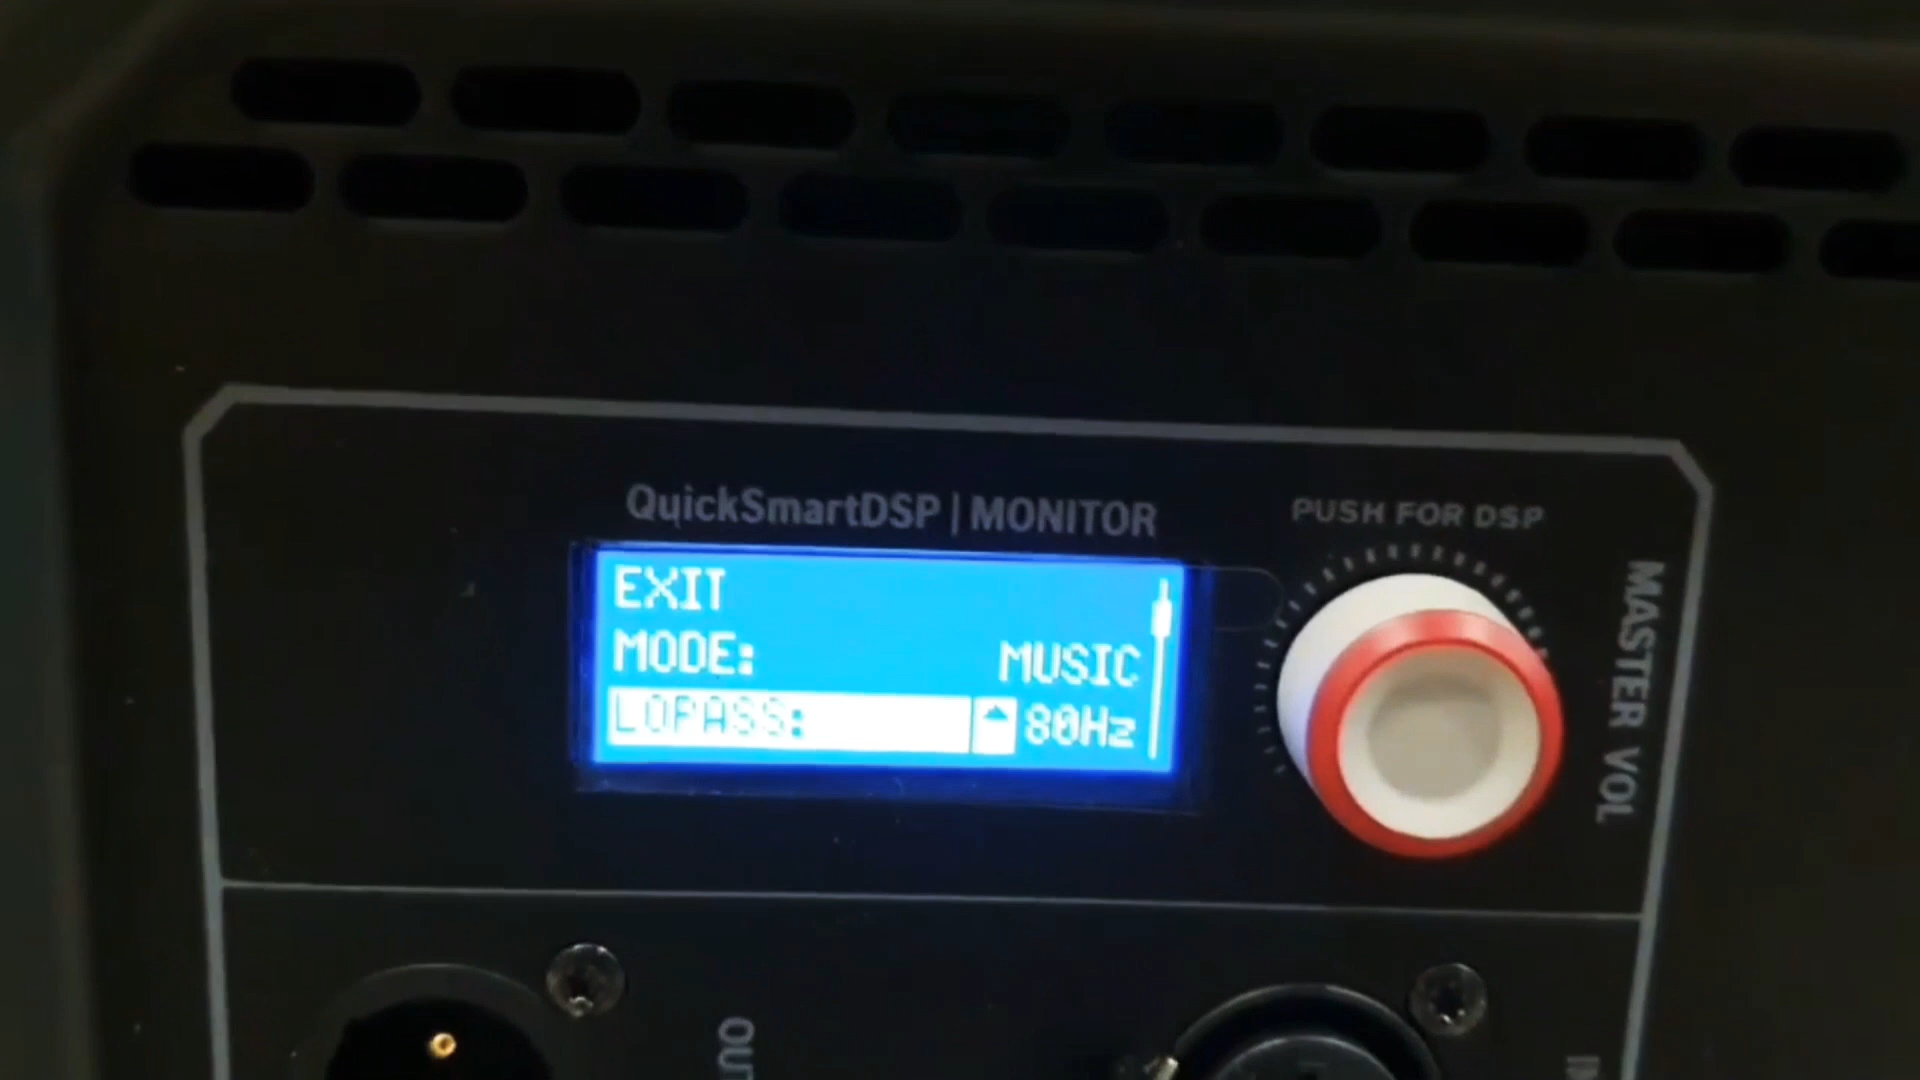 QuickSmartDSP | MONITOR
PUSH FOR DSP
EXIT
MODE: MUSIC
LOPASS: 80Hz
MASTER VOL